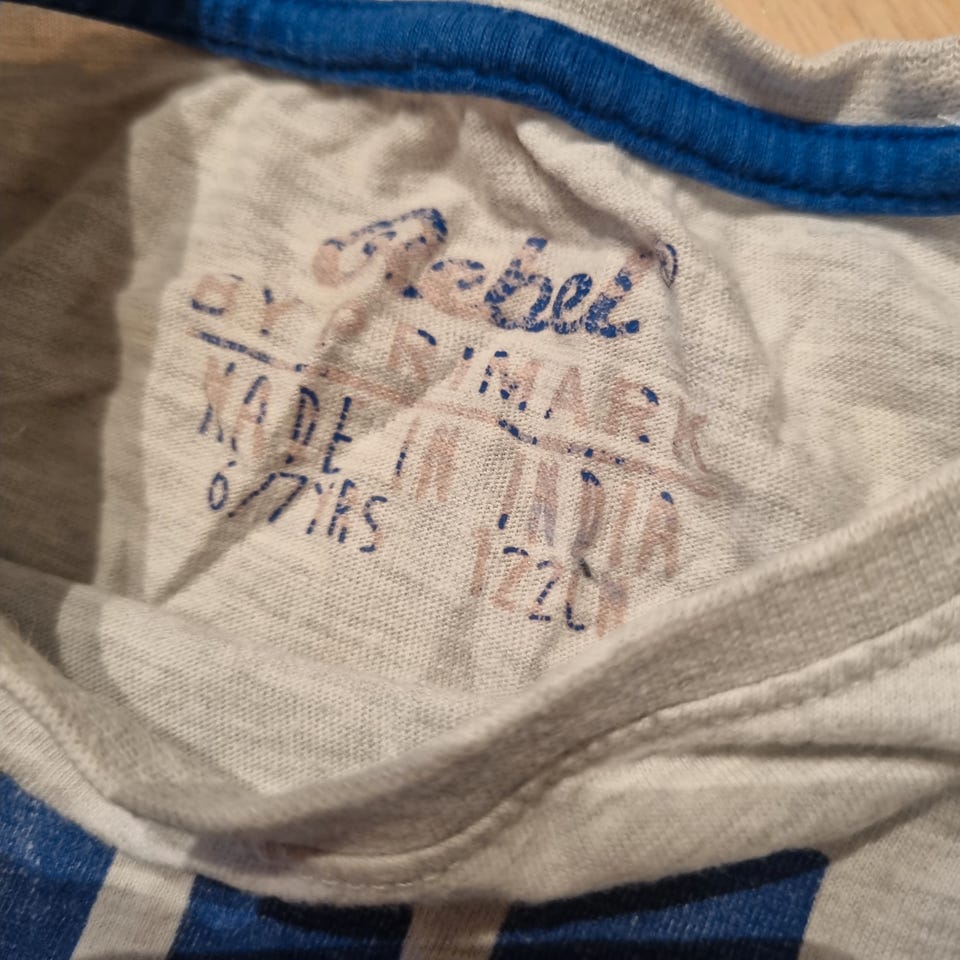 Rebel
BY PRIMARK
MADE IN INDIA
6/7YRS 122CM